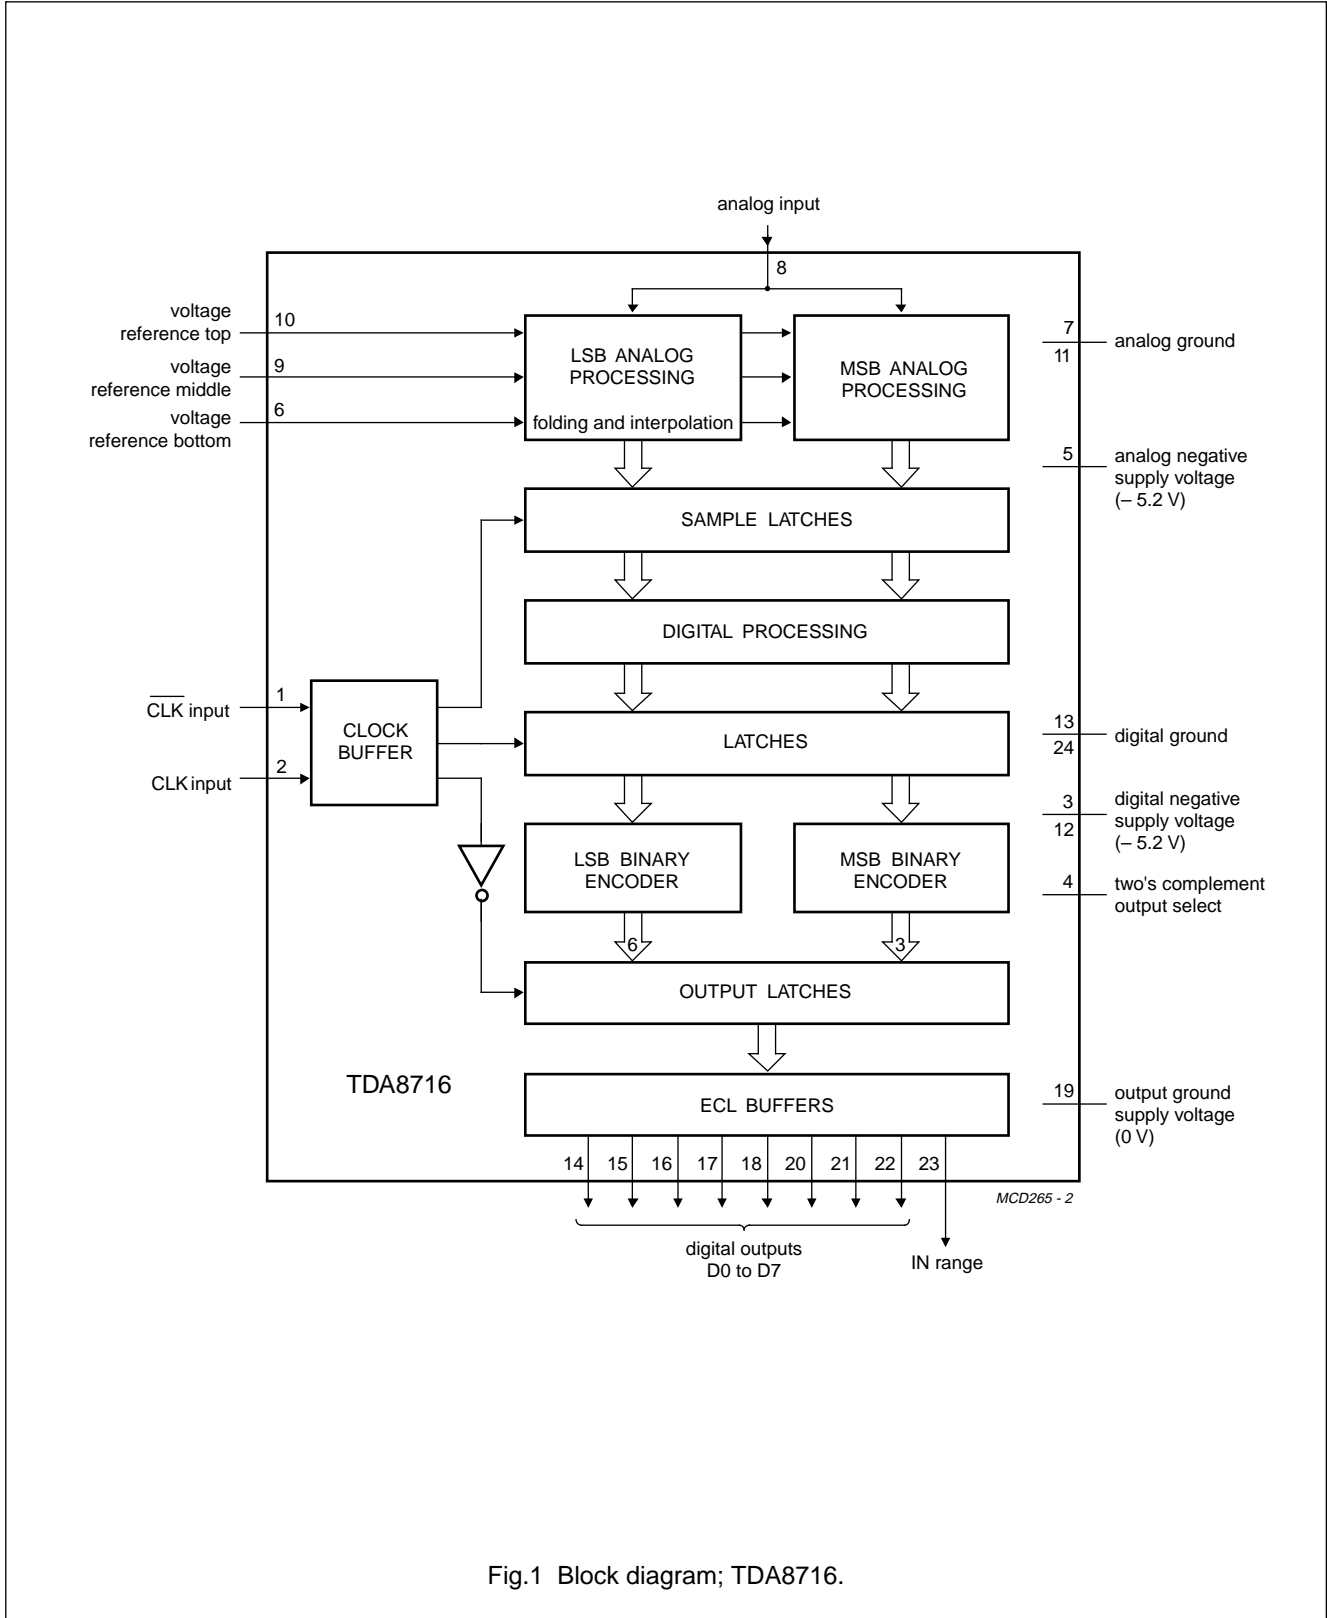 analog input
8
voltage
reference top
10
voltage
reference middle
9
voltage
reference bottom
6
LSB ANALOG
PROCESSING
folding and interpolation
MSB ANALOG
PROCESSING
7
11
analog ground
5
analog negative
supply voltage
(– 5.2 V)
SAMPLE LATCHES
DIGITAL PROCESSING
C̅L̅K̅ input
1
CLK input
2
CLOCK
BUFFER
LATCHES
13
24
digital ground
3
12
digital negative
supply voltage
(– 5.2 V)
LSB BINARY
ENCODER
MSB BINARY
ENCODER
4
two's complement
output select
6
3
OUTPUT LATCHES
TDA8716
ECL BUFFERS
19
output ground
supply voltage
(0 V)
14 15 16 17 18 20 21 22 23
MCD265 - 2
digital outputs
D0 to D7
IN range
Fig.1 Block diagram; TDA8716.